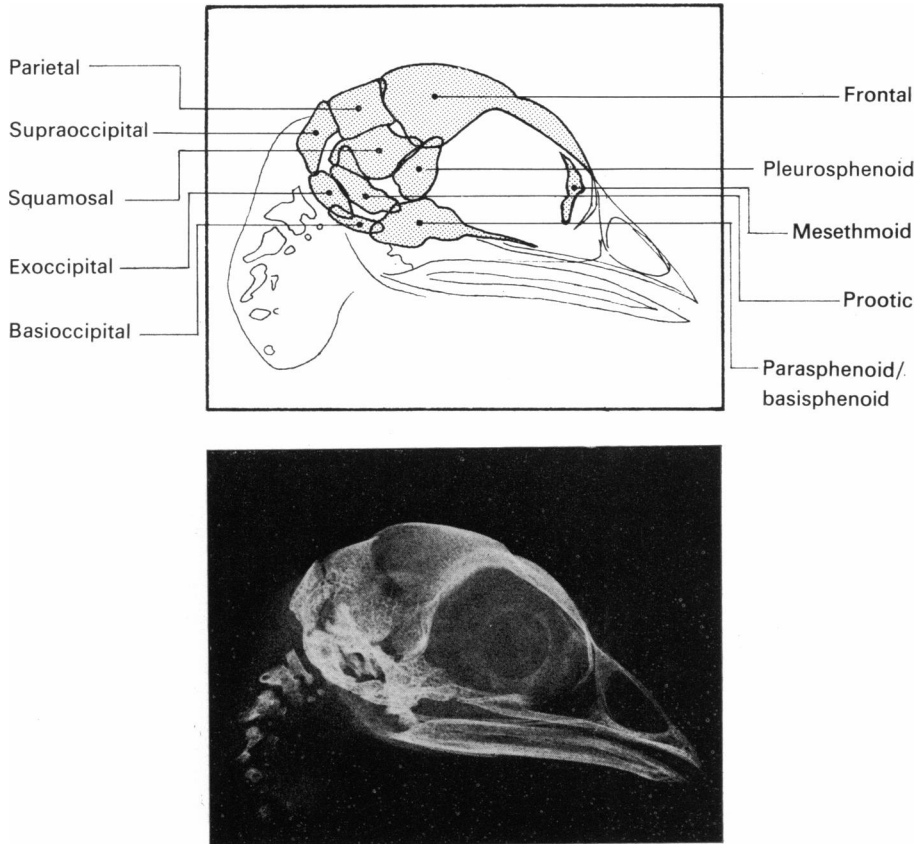 Parietal
Supraoccipital
Squamosal
Exoccipital
Basioccipital
Frontal
Pleurosphenoid
Mesethmoid
Prootic
Parasphenoid/
basisphenoid